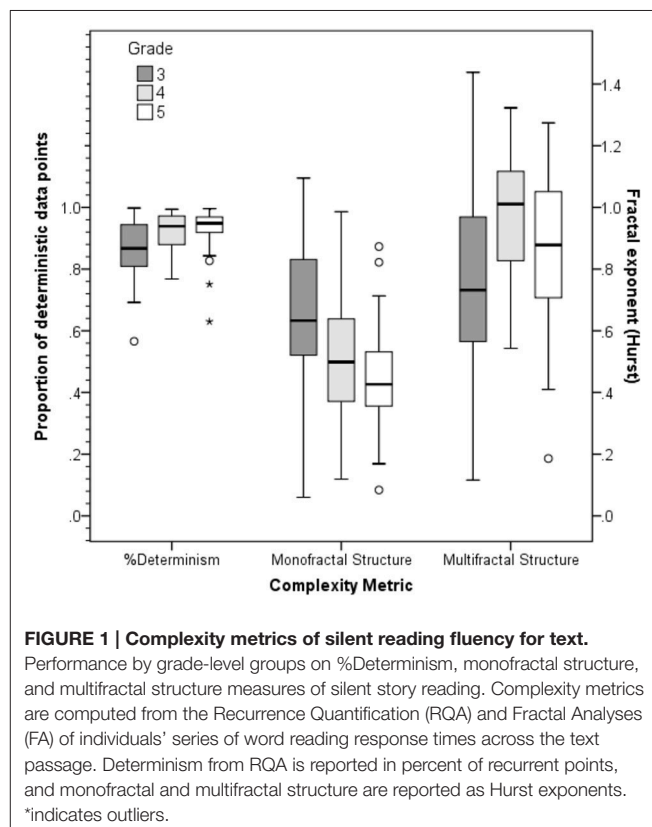 Grade
3
4
5
Proportion of deterministic data points
1.0
.8
.6
.4
.2
.0
1.4
1.2
1.0
.8
.6
.4
.2
.0
Fractal exponent (Hurst)
%Determinism Monofractal Structure Multifractal Structure
Complexity Metric
FIGURE 1 | Complexity metrics of silent reading fluency for text.
Performance by grade-level groups on %Determinism, monofractal structure,
and multifractal structure measures of silent story reading. Complexity metrics
are computed from the Recurrence Quantification (RQA) and Fractal Analyses
(FA) of individuals’ series of word reading response times across the text
passage. Determinism from RQA is reported in percent of recurrent points,
and monofractal and multifractal structure are reported as Hurst exponents.
*indicates outliers.